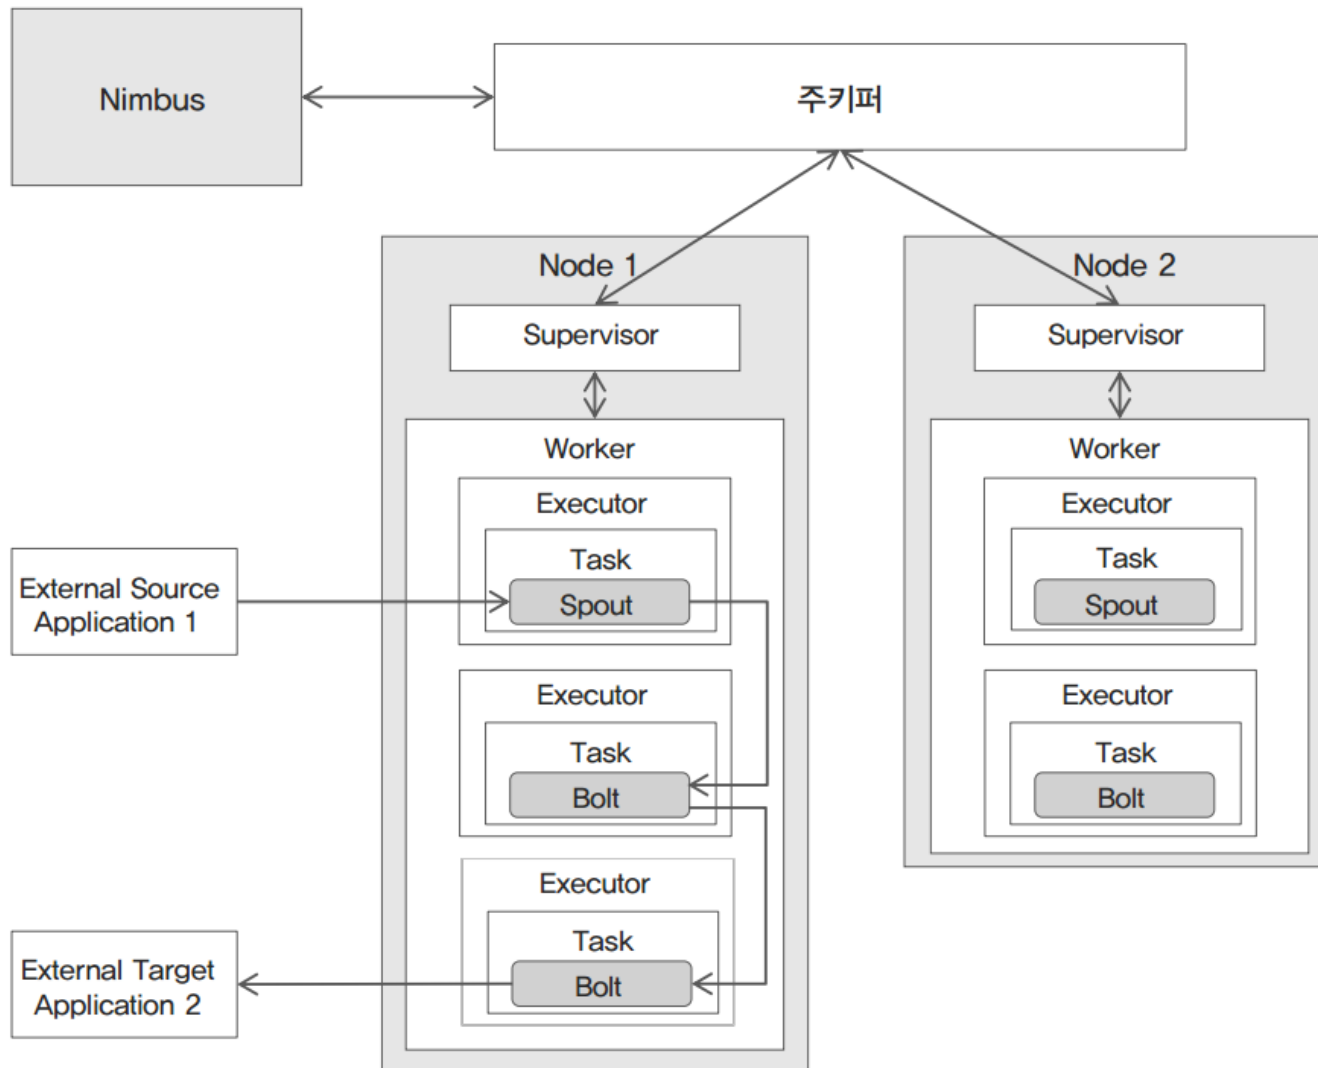 Nimbus
주키퍼
Node 1
Supervisor
Worker
Executor
Task
Spout
Executor
Task
Bolt
Executor
Task
Bolt
Node 2
Supervisor
Worker
Executor
Task
Spout
Executor
Task
Bolt
External Source
Application 1
External Target
Application 2